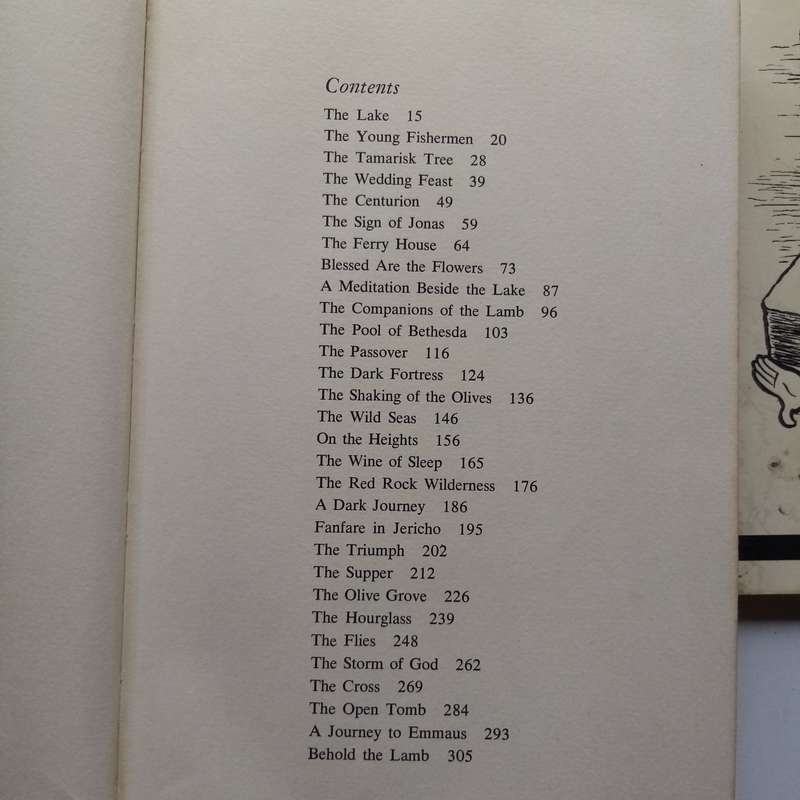 Contents
The Lake 15
The Young Fishermen 20
The Tamarisk Tree 28
The Wedding Feast 39
The Centurion 49
The Sign of Jonas 59
The Ferry House 64
Blessed Are the Flowers 73
A Meditation Beside the Lake 87
The Companions of the Lamb 96
The Pool of Bethesda 103
The Passover 116
The Dark Fortress 124
The Shaking of the Olives 136
The Wild Seas 146
On the Heights 156
The Wine of Sleep 165
The Red Rock Wilderness 176
A Dark Journey 186
Fanfare in Jericho 195
The Triumph 202
The Supper 212
The Olive Grove 226
The Hourglass 239
The Flies 248
The Storm of God 262
The Cross 269
The Open Tomb 284
A Journey to Emmaus 293
Behold the Lamb 305